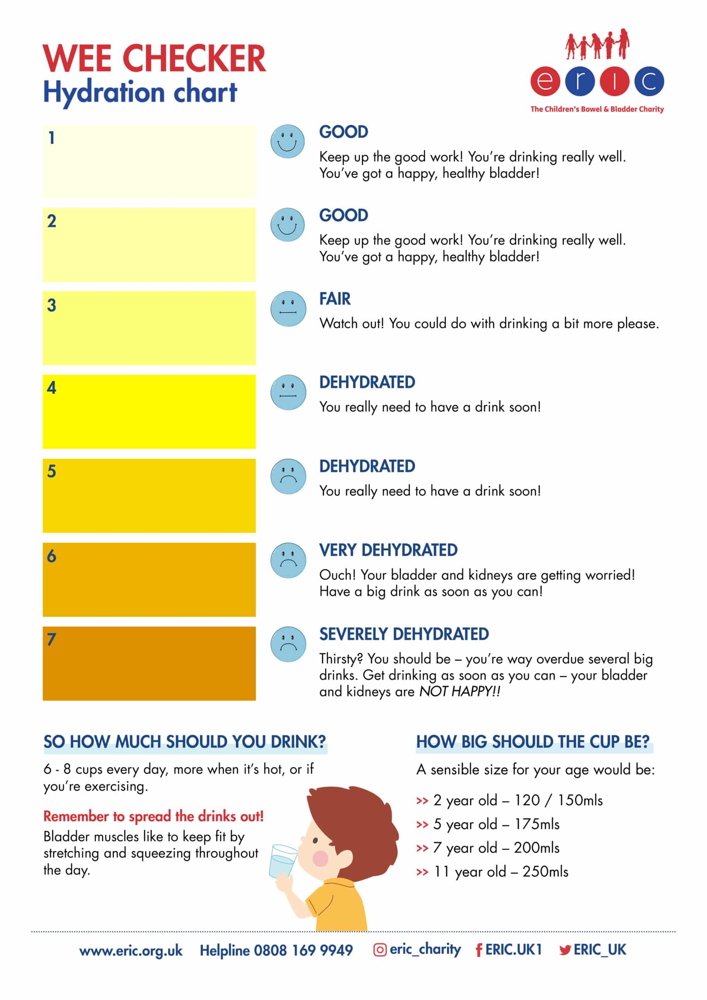 WEE CHECKER
Hydration chart
eric
The Children's Bowel & Bladder Charity
1
GOOD
Keep up the good work! You're drinking really well.
You've got a happy, healthy bladder!
2
GOOD
Keep up the good work! You're drinking really well.
You've got a happy, healthy bladder!
3
FAIR
Watch out! You could do with drinking a bit more please.
4
DEHYDRATED
You really need to have a drink soon!
5
DEHYDRATED
You really need to have a drink soon!
6
VERY DEHYDRATED
Ouch! Your bladder and kidneys are getting worried!
Have a big drink as soon as you can!
7
SEVERELY DEHYDRATED
Thirsty? You should be – you're way overdue several big
drinks. Get drinking as soon as you can – your bladder
and kidneys are NOT HAPPY!!
SO HOW MUCH SHOULD YOU DRINK?
6 - 8 cups every day, more when it's hot, or if
you're exercising.
Remember to spread the drinks out!
Bladder muscles like to keep fit by
stretching and squeezing throughout
the day.
HOW BIG SHOULD THE CUP BE?
A sensible size for your age would be:
>> 2 year old – 120 / 150mls
>> 5 year old – 175mls
>> 7 year old – 200mls
>> 11 year old – 250mls
www.eric.org.uk Helpline 0808 169 9949 eric_charity ERIC.UK1 ERIC_UK